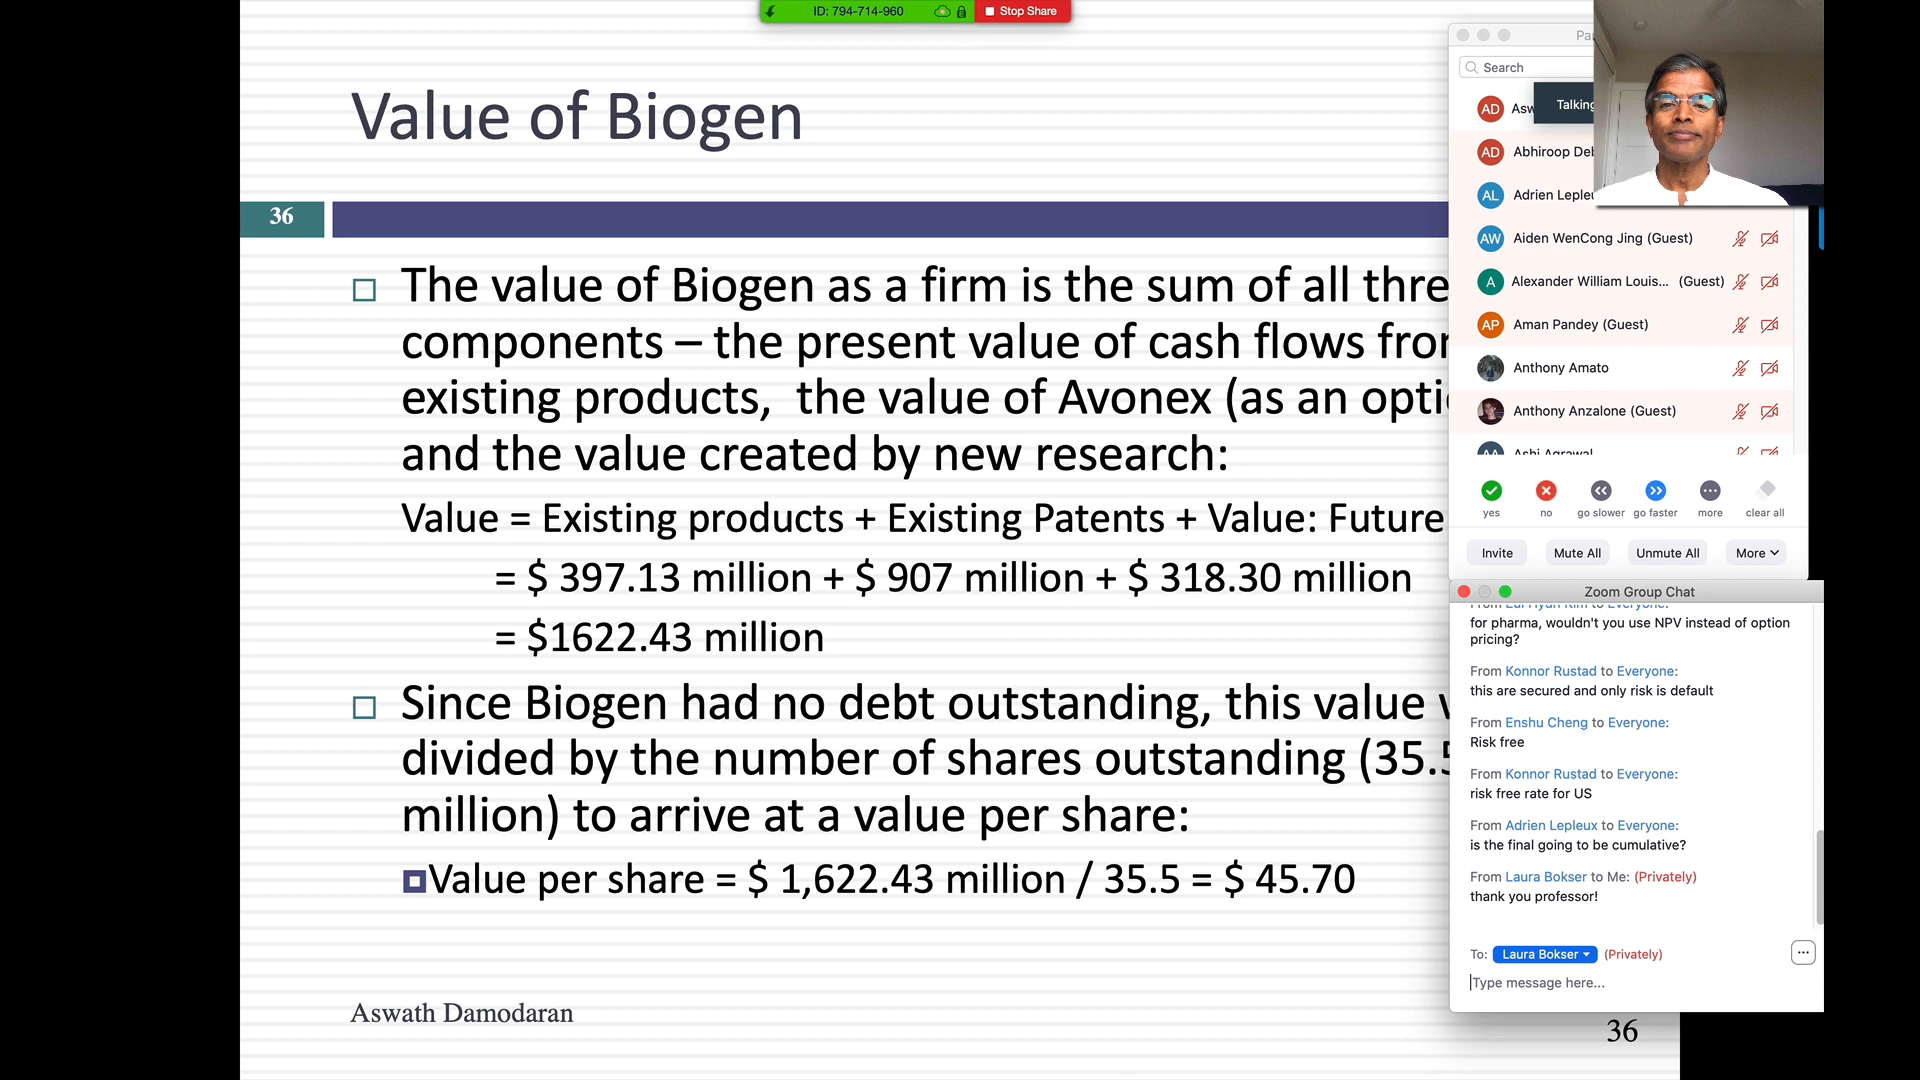 ID: 794-714-960
Stop Share
Value of Biogen
36
The value of Biogen as a firm is the sum of all thre
components – the present value of cash flows fro
existing products,  the value of Avonex (as an opti
and the value created by new research:
Value = Existing products + Existing Patents + Value: Future
= $ 397.13 million + $ 907 million + $ 318.30 million
= $1622.43 million
Since Biogen had no debt outstanding, this value
divided by the number of shares outstanding (35.5
million) to arrive at a value per share:
Value per share = $ 1,622.43 million / 35.5 = $ 45.70
Aswath Damodaran
36
Pa
Search
AD Asw
Talking
AD Abhiroop Deb
AL Adrien Lepleu
AW Aiden WenCong Jing (Guest)
A Alexander William Louis... (Guest)
AP Aman Pandey (Guest)
Anthony Amato
Anthony Anzalone (Guest)
AA Ashi Agrawal
yes no go slower go faster more clear all
Invite Mute All Unmute All More
Zoom Group Chat
to Everyone:
for pharma, wouldn't you use NPV instead of option
pricing?
From Konnor Rustad to Everyone:
this are secured and only risk is default
From Enshu Cheng to Everyone:
Risk free
From Konnor Rustad to Everyone:
risk free rate for US
From Adrien Lepleux to Everyone:
is the final going to be cumulative?
From Laura Bokser to Me: (Privately)
thank you professor!
To: Laura Bokser (Privately)
Type message here...